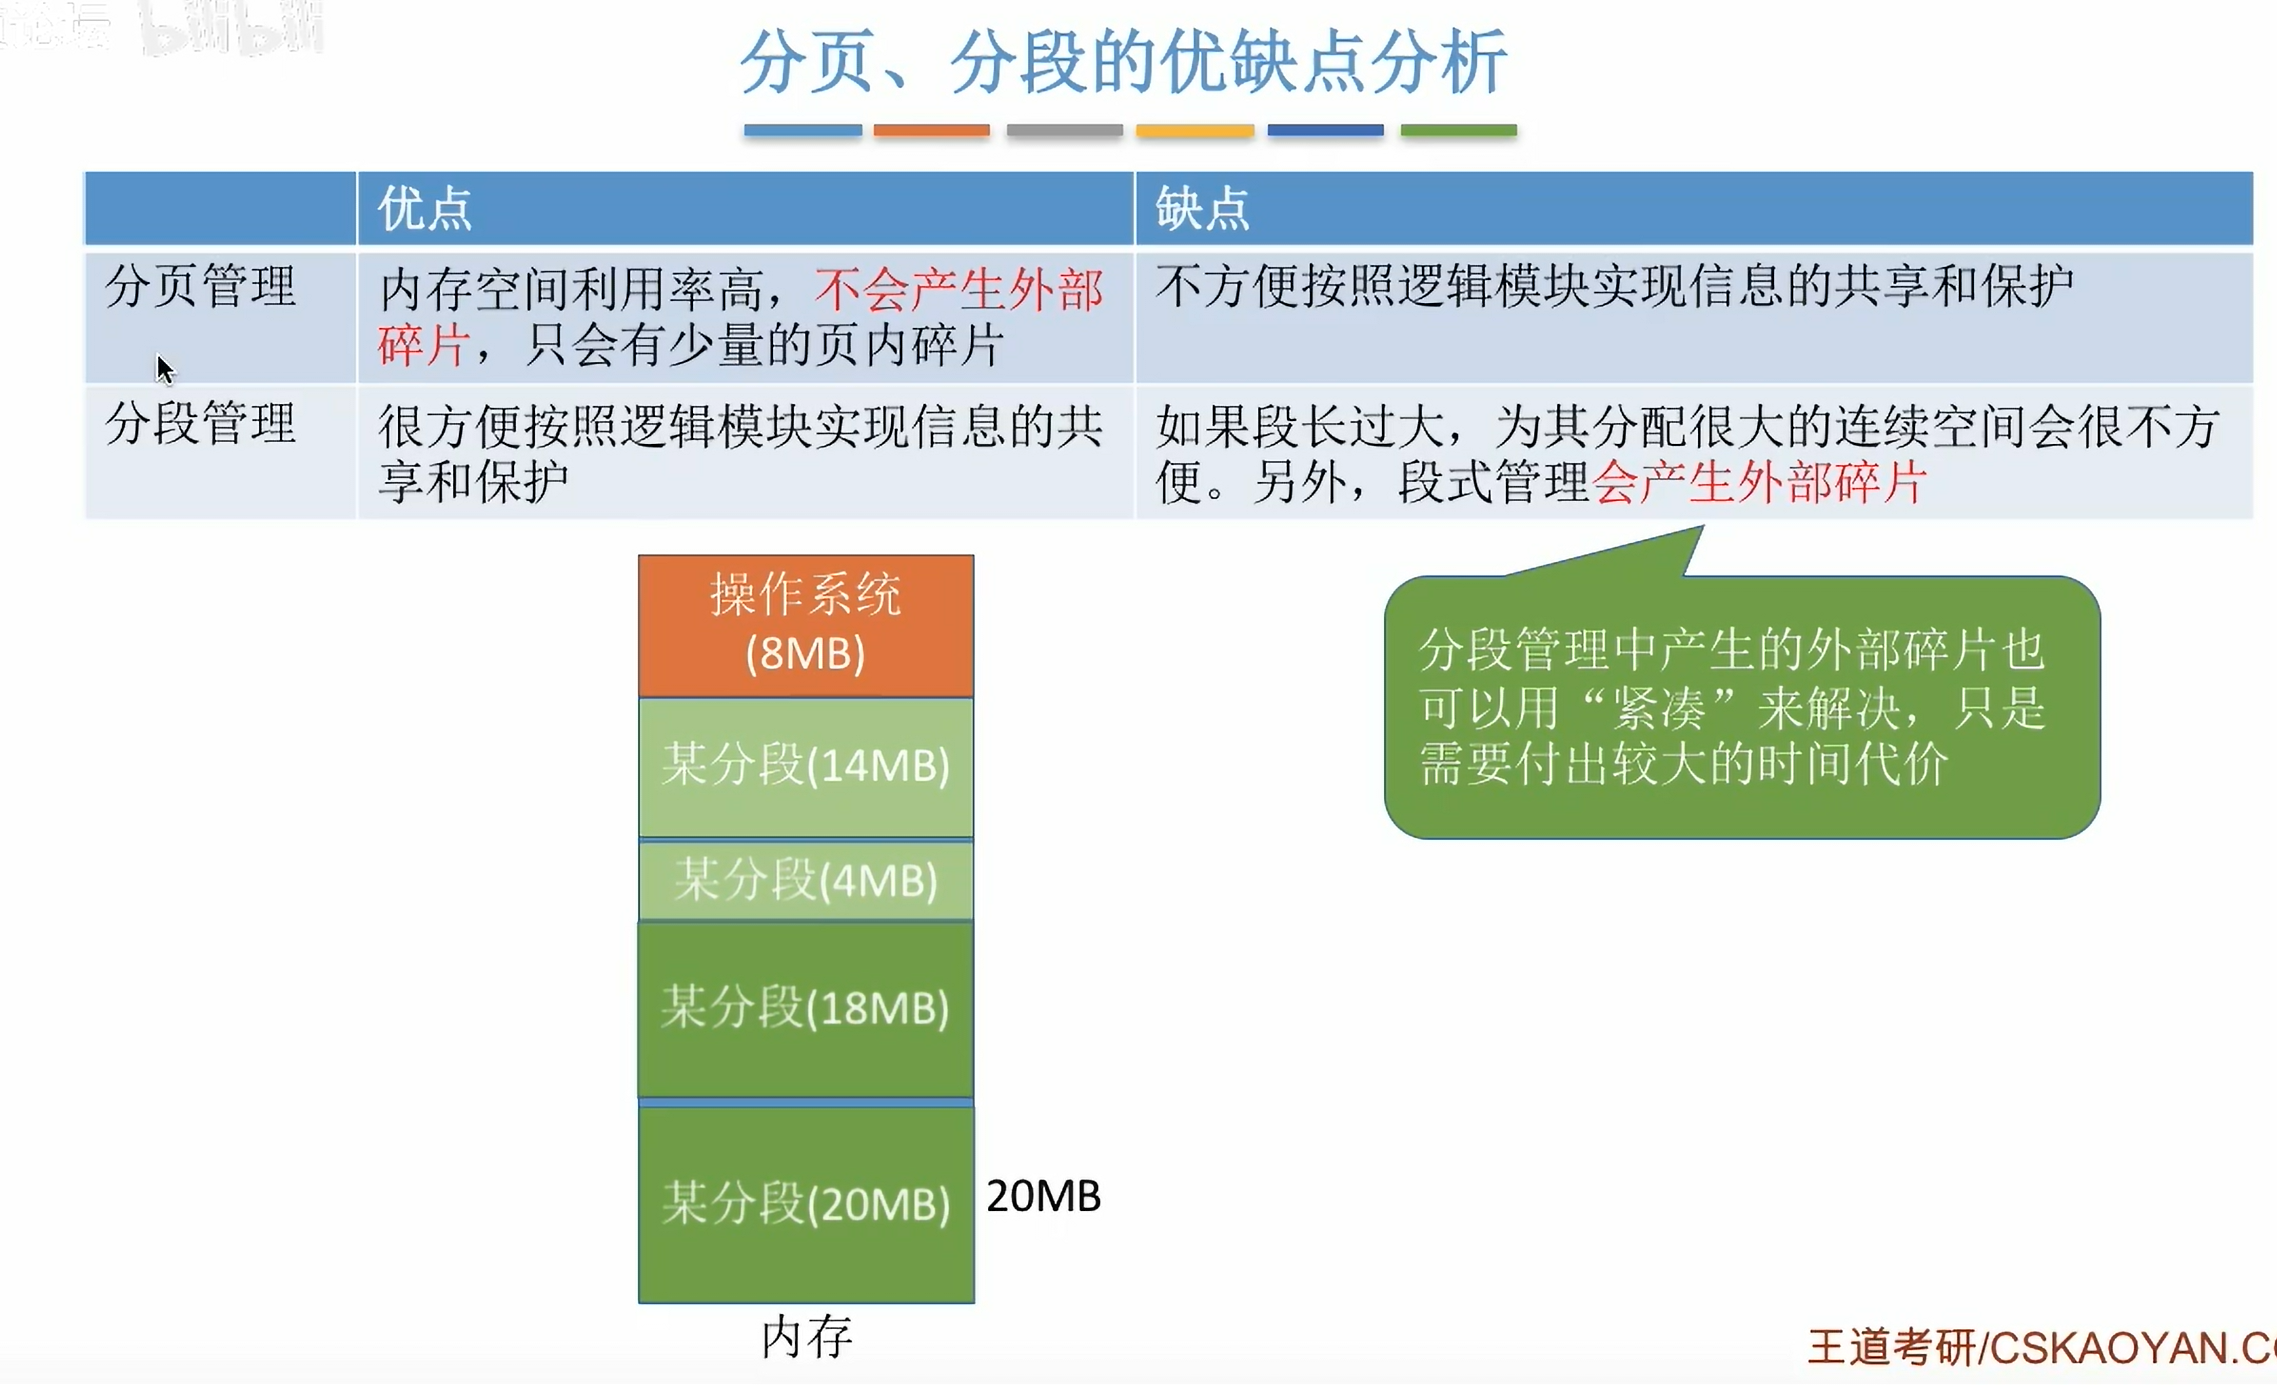 bilibili
分页、分段的优缺点分析
优点
缺点
分页管理
内存空间利用率高，不会产生外部
碎片，只会有少量的页内碎片
不方便按照逻辑模块实现信息的共享和保护
分段管理
很方便按照逻辑模块实现信息的共
享和保护
如果段长过大，为其分配很大的连续空间会很不方
便。另外，段式管理会产生外部碎片
操作系统
(8MB)
某分段(14MB)
某分段(4MB)
某分段(18MB)
某分段(20MB)
20MB
内存
分段管理中产生的外部碎片也
可以用“紧凑”来解决，只是
需要付出较大的时间代价
王道考研/CSKAOYAN.C